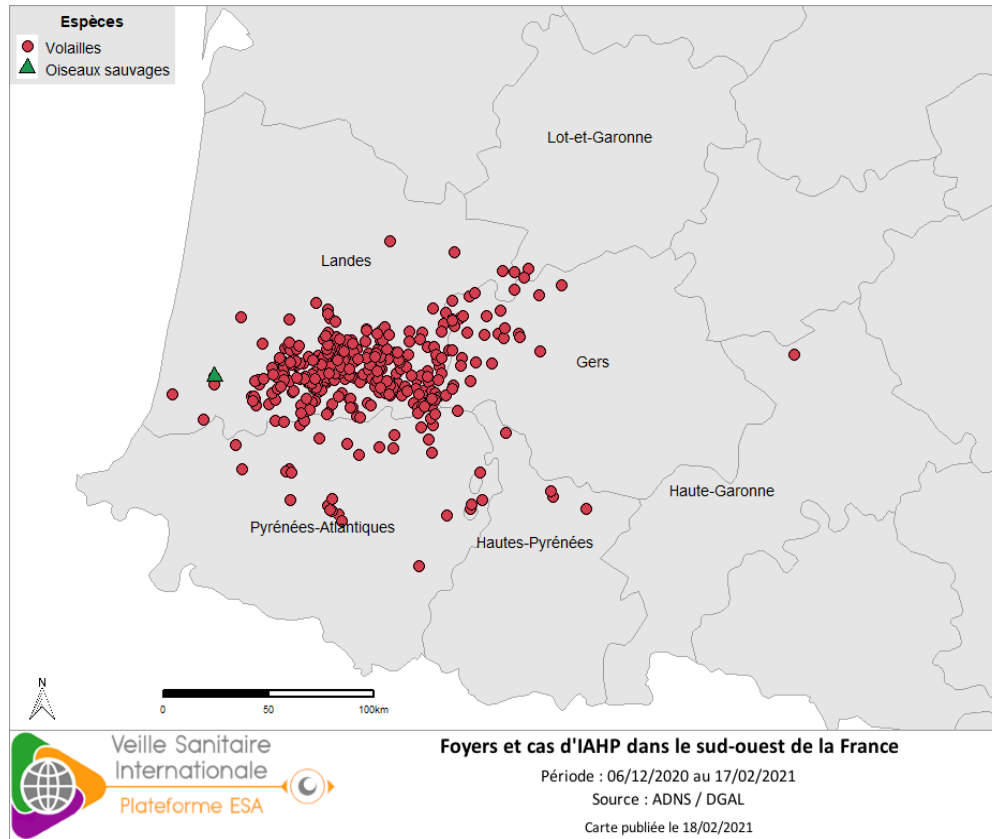 Espèces
Volailles
Oiseaux sauvages
Lot-et-Garonne
Landes
Gers
Haute-Garonne
Pyrénées-Atlantiques
Hautes-Pyrénées
N
0 50 100km
Veille Sanitaire
Internationale
Plateforme ESA
Foyers et cas d'IAHP dans le sud-ouest de la France
Période : 06/12/2020 au 17/02/2021
Source : ADNS / DGAL
Carte publiée le 18/02/2021